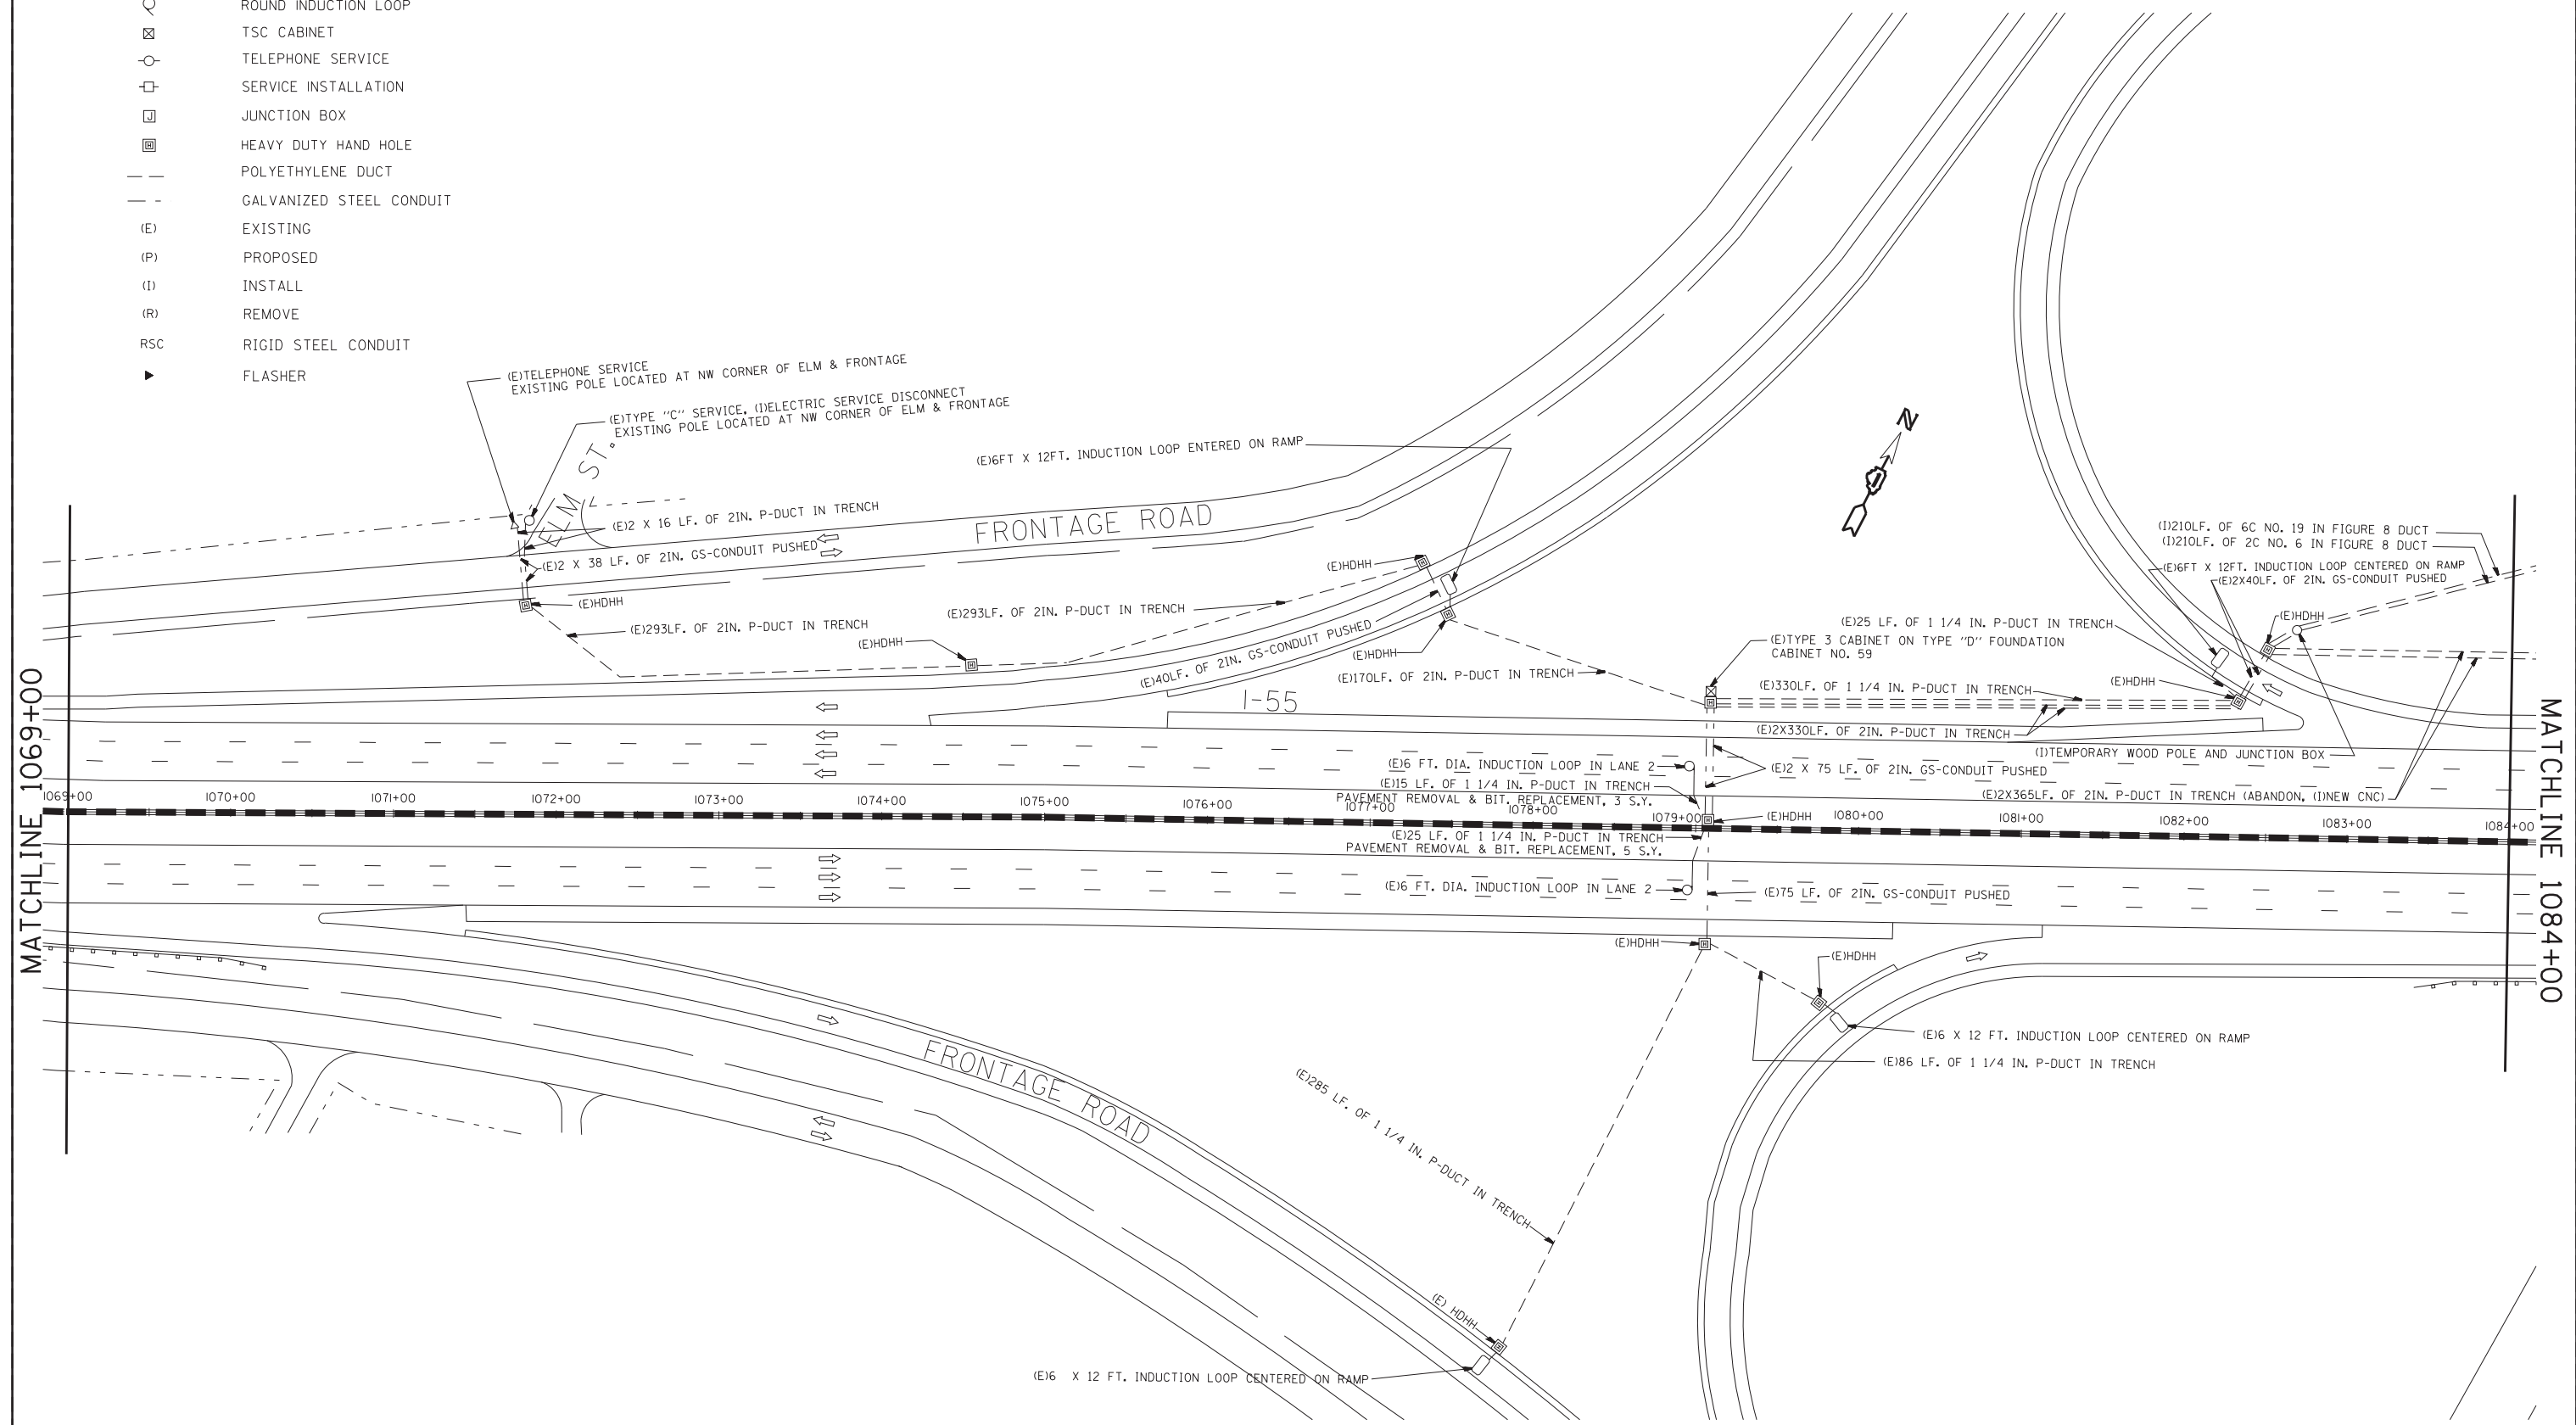 ROUND INDUCTION LOOP
TSC CABINET
TELEPHONE SERVICE
SERVICE INSTALLATION
J JUNCTION BOX
H HEAVY DUTY HAND HOLE
POLYETHYLENE DUCT
GALVANIZED STEEL CONDUIT
(E) EXISTING
(P) PROPOSED
(I) INSTALL
(R) REMOVE
RSC RIGID STEEL CONDUIT
FLASHER
(E)TELEPHONE SERVICE
EXISTING POLE LOCATED AT NW CORNER OF ELM & FRONTAGE
(E)TYPE "C" SERVICE, (I)ELECTRIC SERVICE DISCONNECT
EXISTING POLE LOCATED AT NW CORNER OF ELM & FRONTAGE
ELM ST.
(E)6FT X 12FT. INDUCTION LOOP ENTERED ON RAMP
N
(E)2 X 16 LF. OF 2IN. P-DUCT IN TRENCH
FRONTAGE ROAD
(E)2 X 38 LF. OF 2IN. GS-CONDUIT PUSHED
(E)HDHH
(E)HDHH
(E)293LF. OF 2IN. P-DUCT IN TRENCH
(E)293LF. OF 2IN. P-DUCT IN TRENCH
(E)HDHH
(E)40LF. OF 2IN. GS-CONDUIT PUSHED
(E)HDHH
(E)170LF. OF 2IN. P-DUCT IN TRENCH
I-55
(I)210LF. OF 6C NO. 19 IN FIGURE 8 DUCT
(I)210LF. OF 2C NO. 6 IN FIGURE 8 DUCT
(E)6FT X 12FT. INDUCTION LOOP CENTERED ON RAMP
(E)2X40LF. OF 2IN. GS-CONDUIT PUSHED
(E)HDHH
(E)25 LF. OF 1 1/4 IN. P-DUCT IN TRENCH
(E)TYPE 3 CABINET ON TYPE "D" FOUNDATION
CABINET NO. 59
(E)HDHH
(E)330LF. OF 1 1/4 IN. P-DUCT IN TRENCH
(E)2X330LF. OF 2IN. P-DUCT IN TRENCH
(I)TEMPORARY WOOD POLE AND JUNCTION BOX
(E)6 FT. DIA. INDUCTION LOOP IN LANE 2
(E)2 X 75 LF. OF 2IN. GS-CONDUIT PUSHED
(E)15 LF. OF 1 1/4 IN. P-DUCT IN TRENCH
PAVEMENT REMOVAL & BIT. REPLACEMENT, 3 S.Y.
(E)2X365LF. OF 2IN. P-DUCT IN TRENCH (ABANDON, (I)NEW CNC)
MATCHLINE 1069+00
1069+00 1070+00 1071+00 1072+00 1073+00 1074+00 1075+00 1076+00 1077+00 1078+00 1079+00 1080+00 1081+00 1082+00 1083+00 1084+00
MATCHLINE 1084+00
(E)HDHH
(E)25 LF. OF 1 1/4 IN. P-DUCT IN TRENCH
PAVEMENT REMOVAL & BIT. REPLACEMENT, 5 S.Y.
(E)6 FT. DIA. INDUCTION LOOP IN LANE 2
(E)75 LF. OF 2IN. GS-CONDUIT PUSHED
(E)HDHH
(E)HDHH
(E)6 X 12 FT. INDUCTION LOOP CENTERED ON RAMP
(E)86 LF. OF 1 1/4 IN. P-DUCT IN TRENCH
FRONTAGE ROAD
(E)285 LF. OF 1 1/4 IN. P-DUCT IN TRENCH
(E) HDHH
(E)6 X 12 FT. INDUCTION LOOP CENTERED ON RAMP